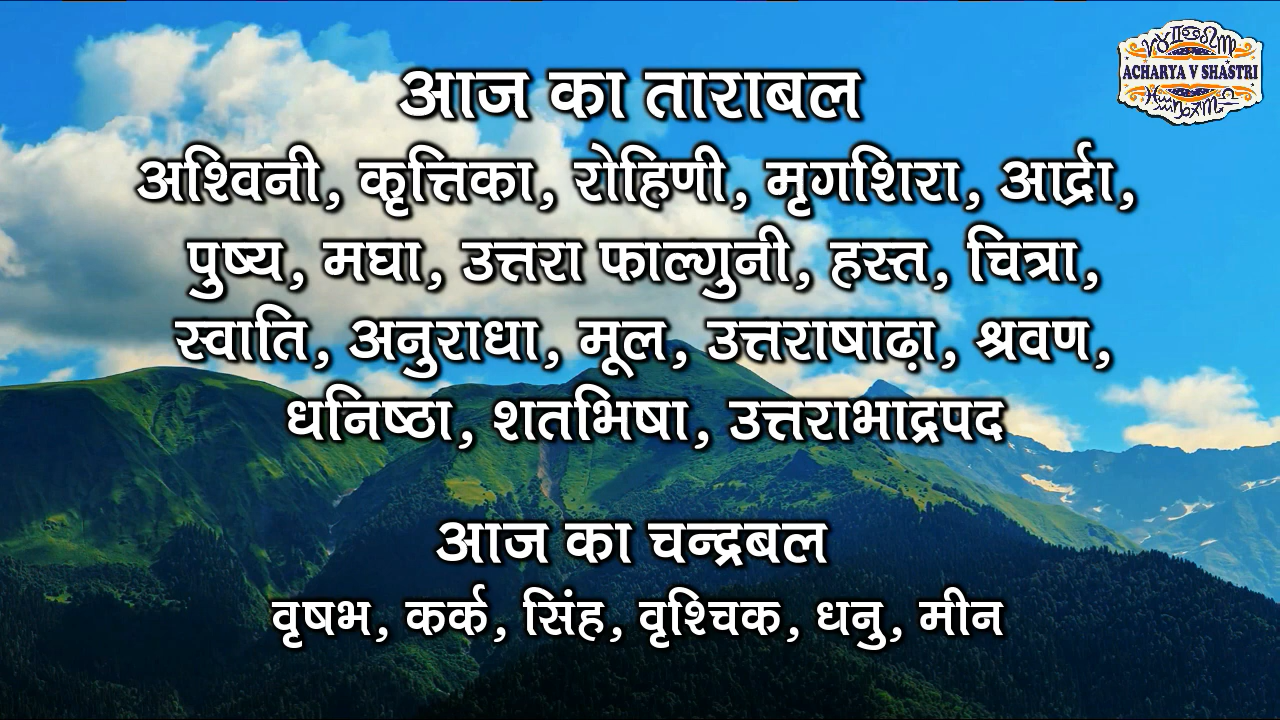 ACHARYA V SHASTRI
आज का ताराबल
अश्विनी, कृत्तिका, रोहिणी, मृगशिरा, आर्द्रा,
पुष्य, मघा, उत्तरा फाल्गुनी, हस्त, चित्रा,
स्वाति, अनुराधा, मूल, उत्तराषाढ़ा, श्रवण,
धनिष्ठा, शतभिषा, उत्तराभाद्रपद
आज का चन्द्रबल
वृषभ, कर्क, सिंह, वृश्चिक, धनु, मीन